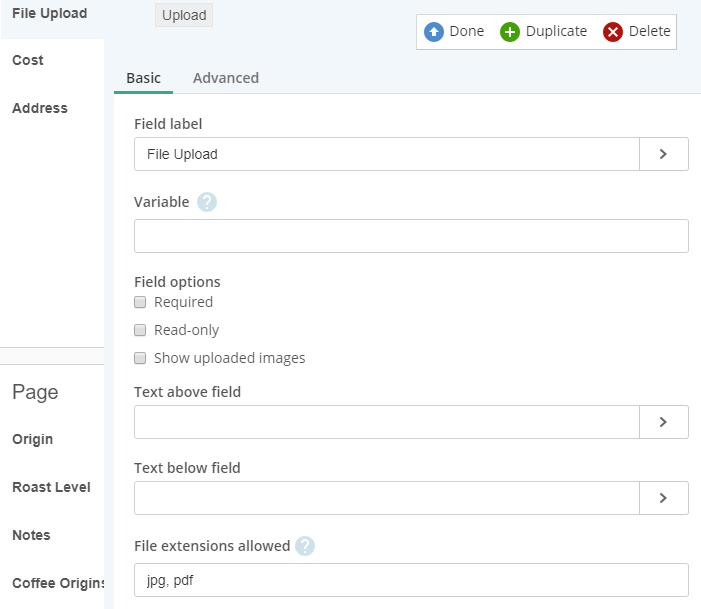 File Upload
Upload
Done
Duplicate
Delete
Cost
Basic
Advanced
Address
Field label
File Upload
Variable ?
Field options
Required
Read-only
Show uploaded images
Page
Text above field
Origin
Text below field
Roast Level
Notes
File extensions allowed ?
Coffee Origins
jpg, pdf